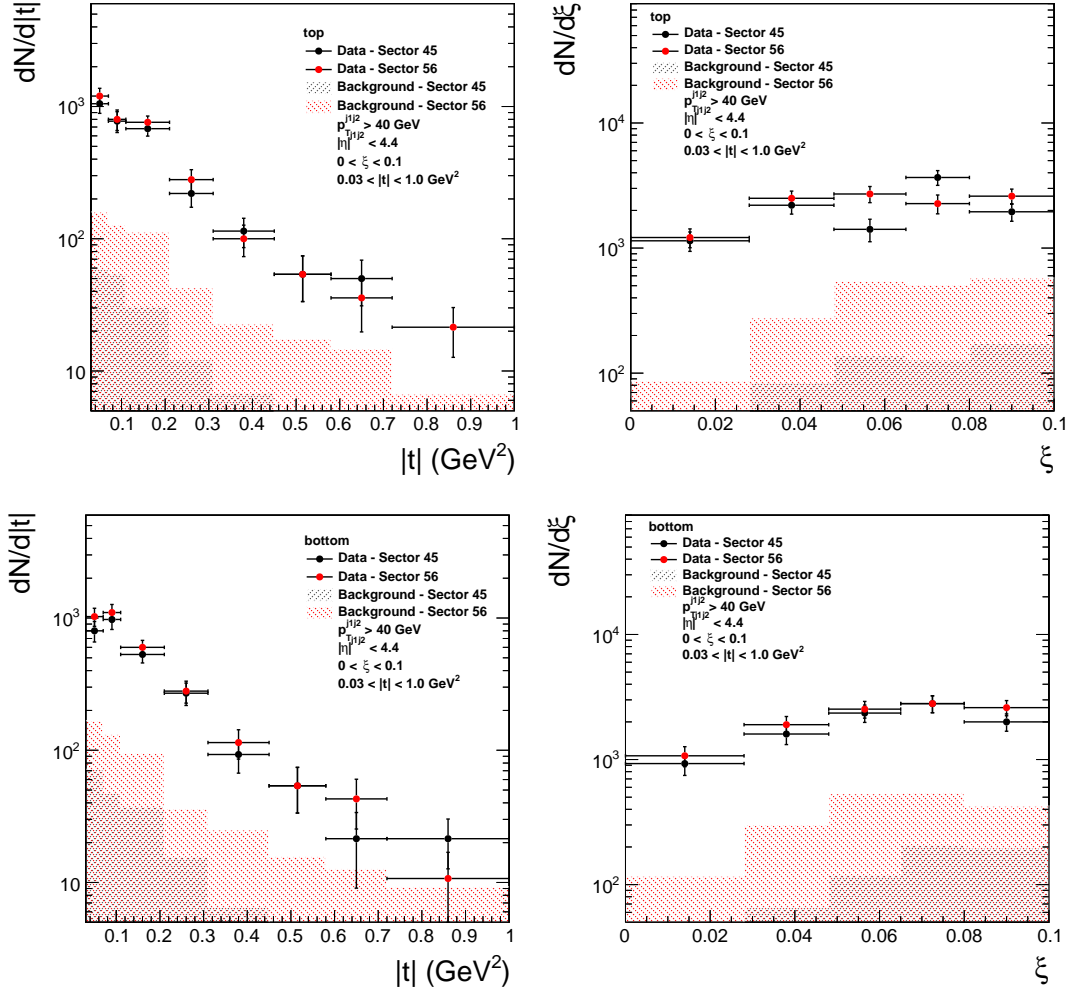 dN/d|t|
top
Data - Sector 45
Data - Sector 56
Background - Sector 45
Background - Sector 56
p_T^{j1j2} > 40 GeV
|η|^{j1j2} < 4.4
0 < ξ < 0.1
0.03 < |t| < 1.0 GeV²
10³
10²
10
0.1 0.2 0.3 0.4 0.5 0.6 0.7 0.8 0.9 1
|t| (GeV²)
dN/dξ
top
Data - Sector 45
Data - Sector 56
Background - Sector 45
Background - Sector 56
p_T^{j1j2} > 40 GeV
|η|^{j1j2} < 4.4
0 < ξ < 0.1
0.03 < |t| < 1.0 GeV²
10⁴
10³
10²
0 0.02 0.04 0.06 0.08 0.1
ξ
dN/d|t|
bottom
Data - Sector 45
Data - Sector 56
Background - Sector 45
Background - Sector 56
p_T^{j1j2} > 40 GeV
|η|^{j1j2} < 4.4
0 < ξ < 0.1
0.03 < |t| < 1.0 GeV²
10³
10²
10
0.1 0.2 0.3 0.4 0.5 0.6 0.7 0.8 0.9 1
|t| (GeV²)
dN/dξ
bottom
Data - Sector 45
Data - Sector 56
Background - Sector 45
Background - Sector 56
p_T^{j1j2} > 40 GeV
|η|^{j1j2} < 4.4
0 < ξ < 0.1
0.03 < |t| < 1.0 GeV²
10⁴
10³
10²
0 0.02 0.04 0.06 0.08 0.1
ξ